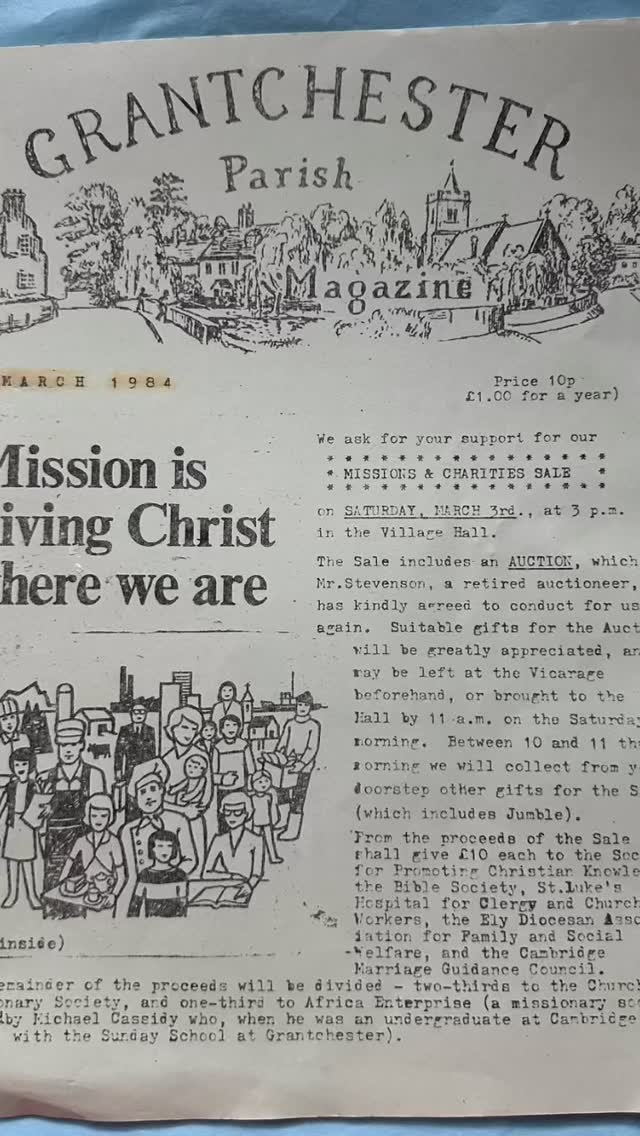 GRANTCHESTER
Parish
Magazine
MARCH 1984
Price 10p
£1.00 for a year)
Mission is
iving Christ
here we are
inside)
We ask for your support for our
* * * * * * * * * * * * * * *
* MISSIONS & CHARITIES SALE *
* * * * * * * * * * * * * * *
on SATURDAY, MARCH 3rd., at 3 p.m.
in the Village Hall.
The Sale includes an AUCTION, which
Mr.Stevenson, a retired auctioneer,
has kindly agreed to conduct for us
again. Suitable gifts for the Auct
will be greatly appreciated, an
may be left at the Vicarage
beforehand, or brought to the
Hall by 11 a.m. on the Saturday
morning. Between 10 and 11 th
morning we will collect from y
doorstep other gifts for the S
(which includes Jumble).
From the proceeds of the Sale
shall give £10 each to the Soc
for Promoting Christian Knowle
the Bible Society, St.Luke's
Hospital for Clergy and Church
Workers, the Ely Diocesan Assoc
iation for Family and Social
Welfare, and the Cambridge
Marriage Guidance Council.
emainder of the proceeds will be divided - two-thirds to the Church
onary Society, and one-third to Africa Enterprise (a missionary soc
by Michael Cassidy who, when he was an undergraduate at Cambridge
with the Sunday School at Grantchester).